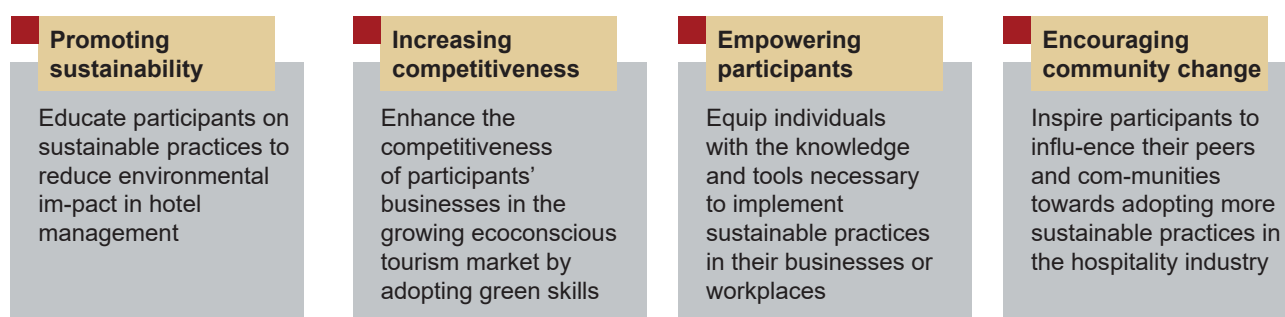 Promoting
sustainability
Educate participants on
sustainable practices to
reduce environmental
im-pact in hotel
management
Increasing
competitiveness
Enhance the
competitiveness
of participants’
businesses in the
growing ecoconscious
tourism market by
adopting green skills
Empowering
participants
Equip individuals
with the knowledge
and tools necessary
to implement
sustainable practices
in their businesses or
workplaces
Encouraging
community change
Inspire participants to
influ-ence their peers
and com-munities
towards adopting more
sustainable practices in
the hospitality industry